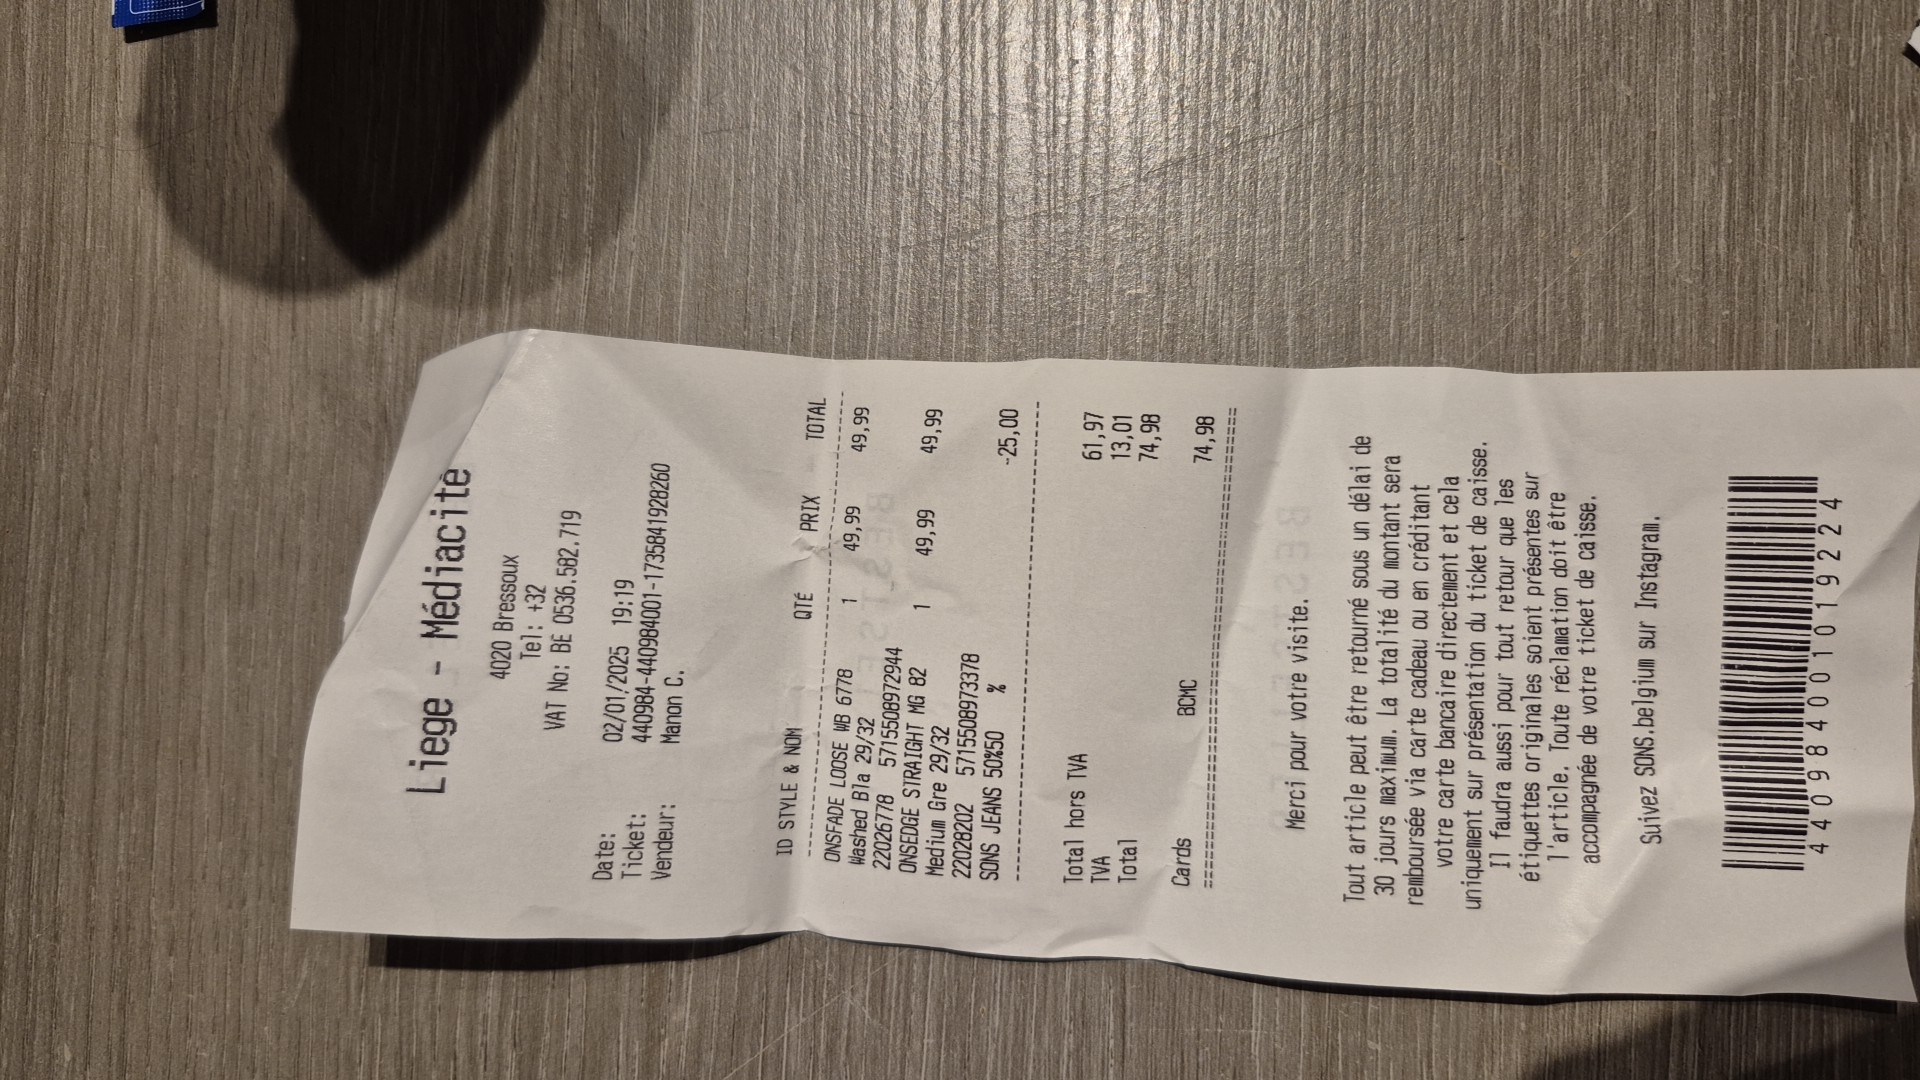 Liege - Médiacité
4020 Bressoux
Tel: +32
VAT No: BE 0536.582.719
Date: 02/01/2025 19:19
Ticket: 440984-440984001-1735841928260
Vendeur: Manon C.
ID STYLE & NOM QTÉ PRIX TOTAL
ONSFADE LOOSE WB 6778 1 49,99 49,99
Washed Bla 29/32
22026778 5715508972944
ONSEDGE STRAIGHT MG 82 1 49,99 49,99
Medium Gre 29/32
22028202 5715508973378
SONS JEANS 50%50 % -25,00
Total hors TVA 61,97
TVA 13,01
Total 74,98
Cards BCMC 74,98
Merci pour votre visite.
Tout article peut être retourné sous un délai de
30 jours maximum. La totalité du montant sera
remboursée via carte cadeau ou en créditant
votre carte bancaire directement et cela
uniquement sur présentation du ticket de caisse.
Il faudra aussi pour tout retour que les
étiquettes originales soient présentes sur
l'article. Toute réclamation doit être
accompagnée de votre ticket de caisse.
Suivez SONS.belgium sur Instagram.
440984001019224